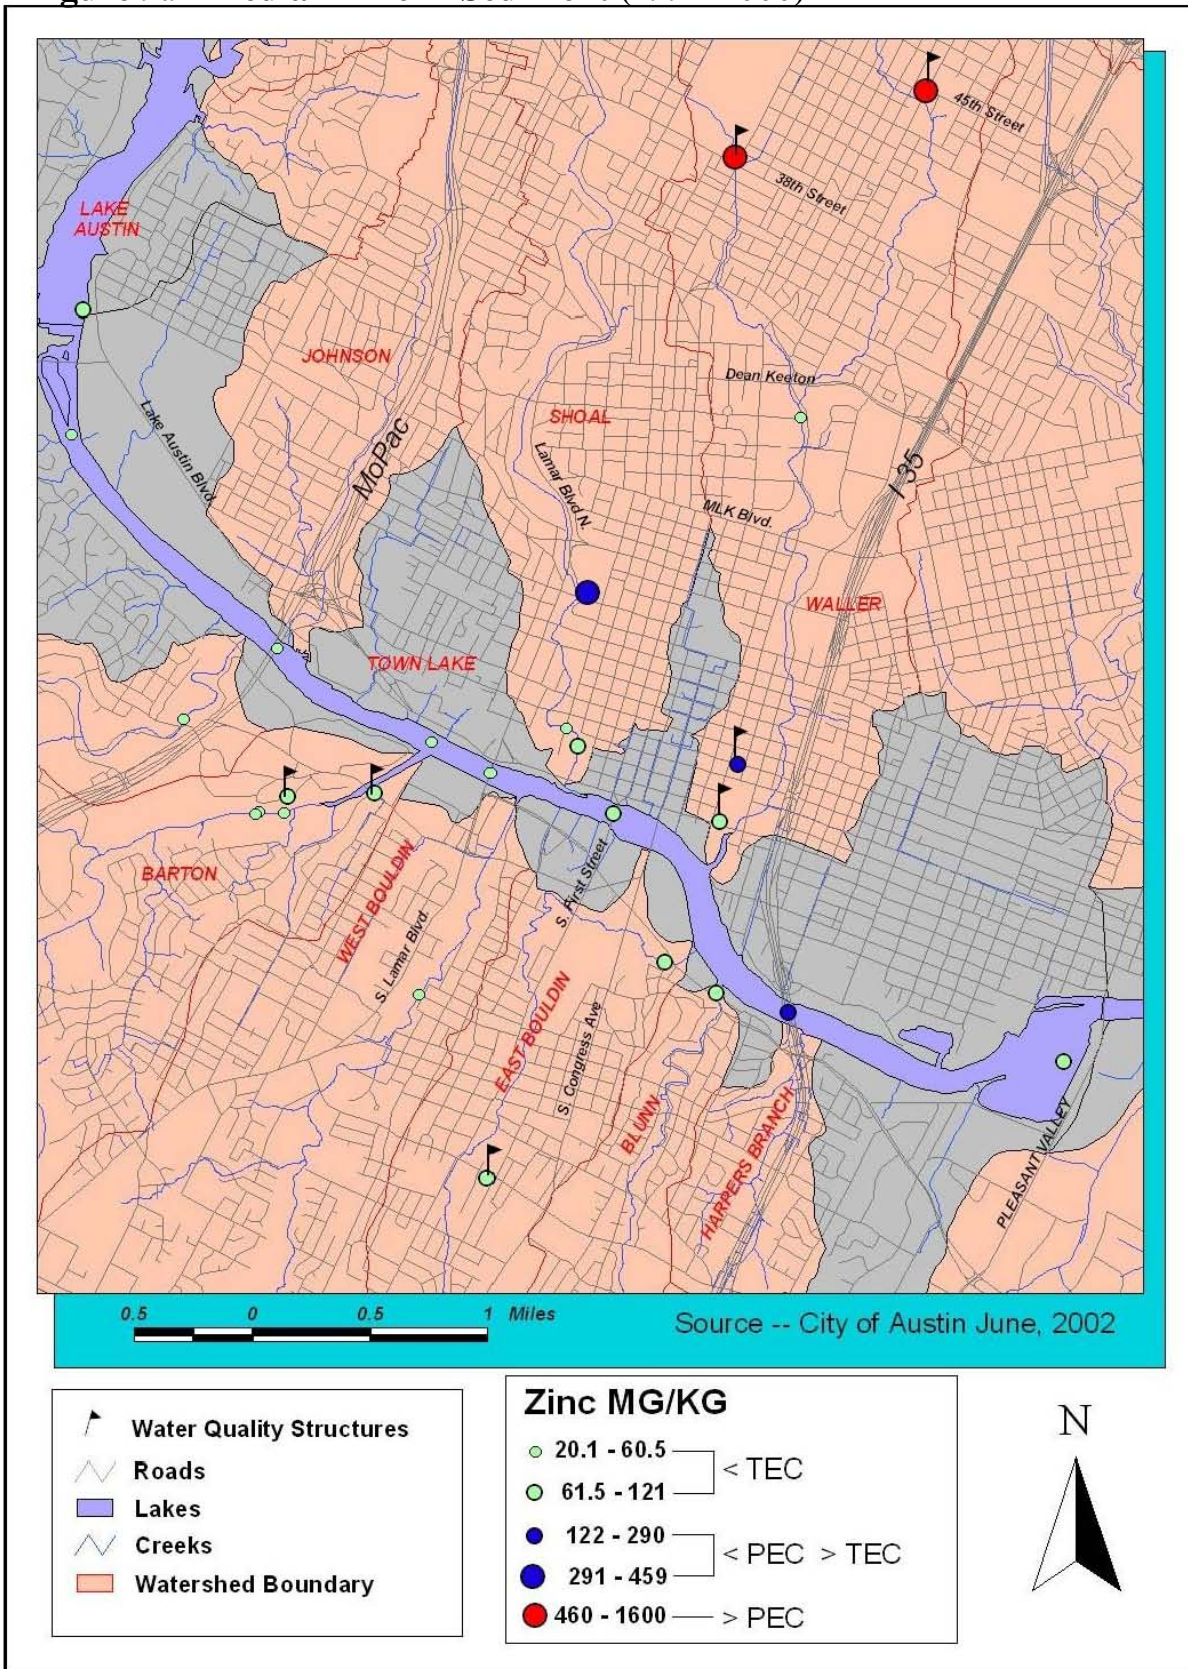 45th Street
38th Street
LAKE
AUSTIN
JOHNSON
Dean Keeton
SHOAL
Lake Austin Blvd.
MoPac
Lamar Blvd N.
I-35
MLK Blvd.
WALLER
TOWN LAKE
BARTON
WEST BOULDIN
S. First Street
S. Lamar Blvd.
EAST BOULDIN
S. Congress Ave
BLUNN
HARPERS BRANCH
PLEASANT VALLEY
0.5 0 0.5 1 Miles
Source -- City of Austin June, 2002
Water Quality Structures
Roads
Lakes
Creeks
Watershed Boundary
Zinc MG/KG
20.1 - 60.5
< TEC
61.5 - 121
122 - 290
< PEC > TEC
291 - 459
460 - 1600 > PEC
N